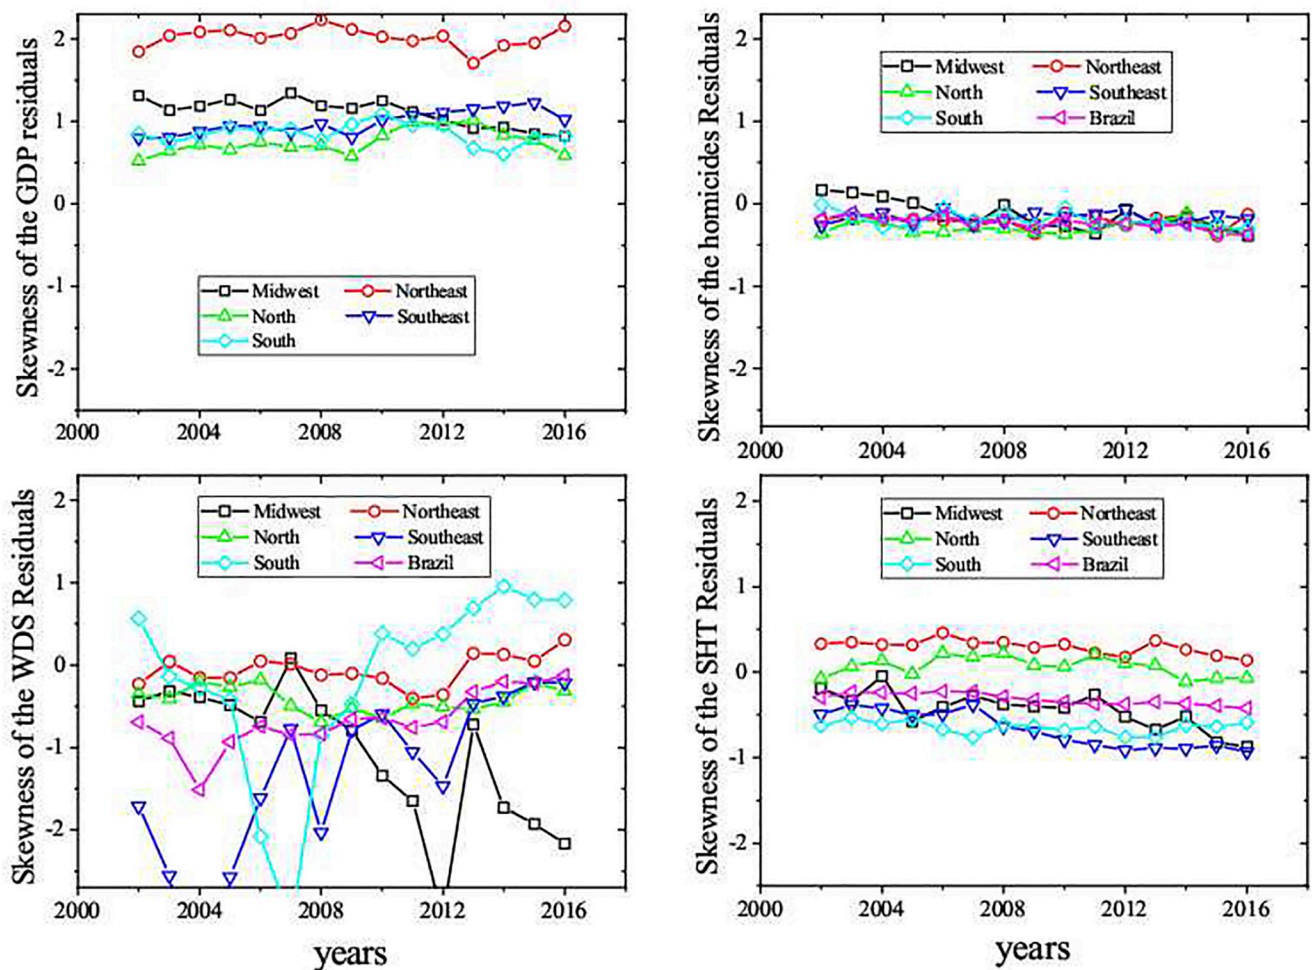 Skewness of the GDP residuals
2
1
0
-1
-2
Midwest Northeast
North Southeast
South
2000 2004 2008 2012 2016
Skewness of the homicides Residuals
2
1
0
-1
-2
Midwest Northeast
North Southeast
South Brazil
2000 2004 2008 2012 2016
Skewness of the WDS Residuals
2
1
0
-1
-2
Midwest Northeast
North Southeast
South Brazil
2000 2004 2008 2012 2016
years
Skewness of the SHT Residuals
2
1
0
-1
-2
Midwest Northeast
North Southeast
South Brazil
2000 2004 2008 2012 2016
years